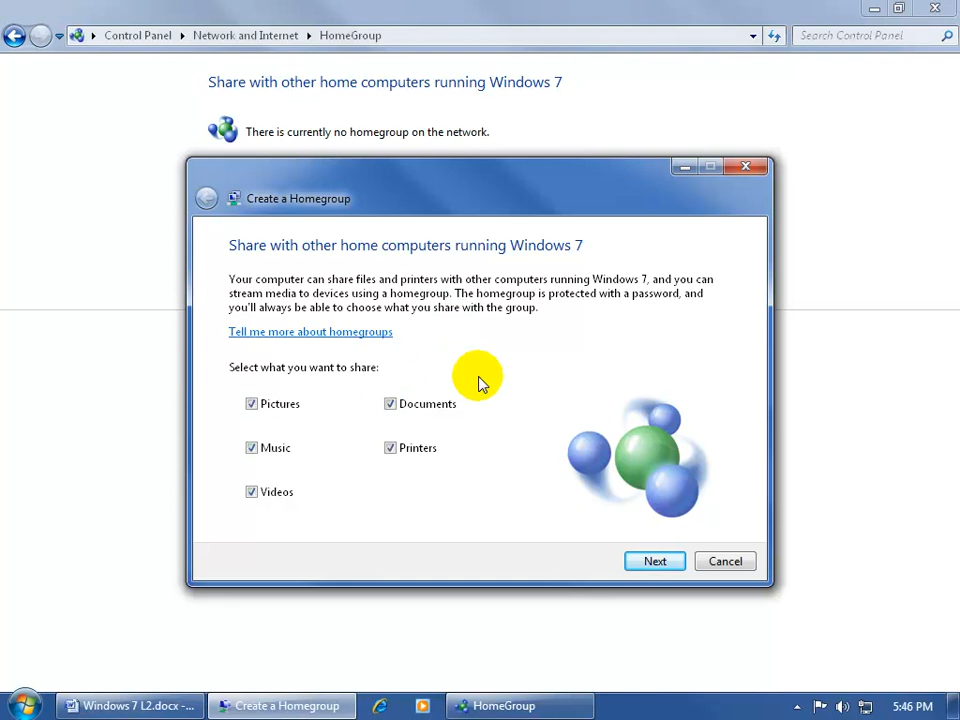 Control Panel
Network and Internet
HomeGroup
Search Control Panel
Share with other home computers running Windows 7
There is currently no homegroup on the network.
Create a Homegroup
Share with other home computers running Windows 7
Your computer can share files and printers with other computers running Windows 7, and you can
stream media to devices using a homegroup. The homegroup is protected with a password, and
you'll always be able to choose what you share with the group.
Tell me more about homegroups
Select what you want to share:
Pictures
Documents
Music
Printers
Videos
Next
Cancel
Windows 7 L2.docx -...
Create a Homegroup
HomeGroup
5:46 PM